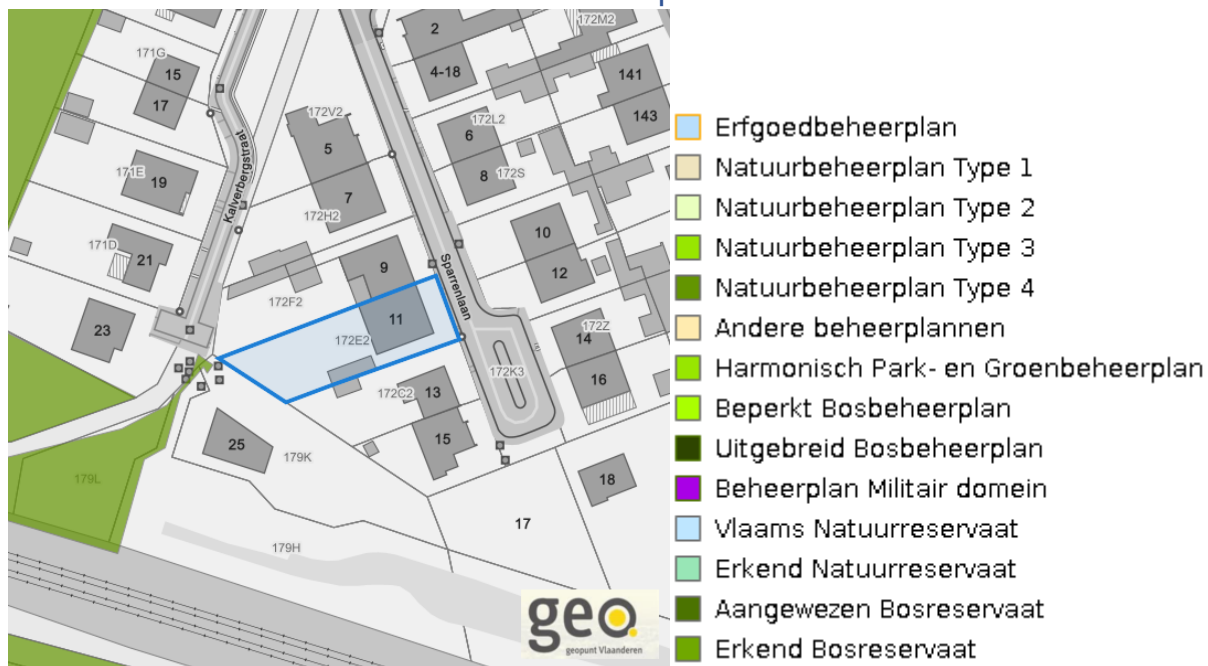 172M2
2
171G
15
4-18
141
17
172V2
143
172L2
6
5
Kalverbergstraat
8
172S
171E
19
7
172H2
10
171D
21
9
Sparrenlaan
12
172F2
23
11
172Z
14
172E2
172K3
16
172C2
13
25
15
179K
179L
18
17
179H
geo.
geopunt Vlaanderen
Erfgoedbeheerplan
Natuurbeheerplan Type 1
Natuurbeheerplan Type 2
Natuurbeheerplan Type 3
Natuurbeheerplan Type 4
Andere beheerplannen
Harmonisch Park- en Groenbeheerplan
Beperkt Bosbeheerplan
Uitgebreid Bosbeheerplan
Beheerplan Militair domein
Vlaams Natuurreservaat
Erkend Natuurreservaat
Aangewezen Bosreservaat
Erkend Bosreservaat